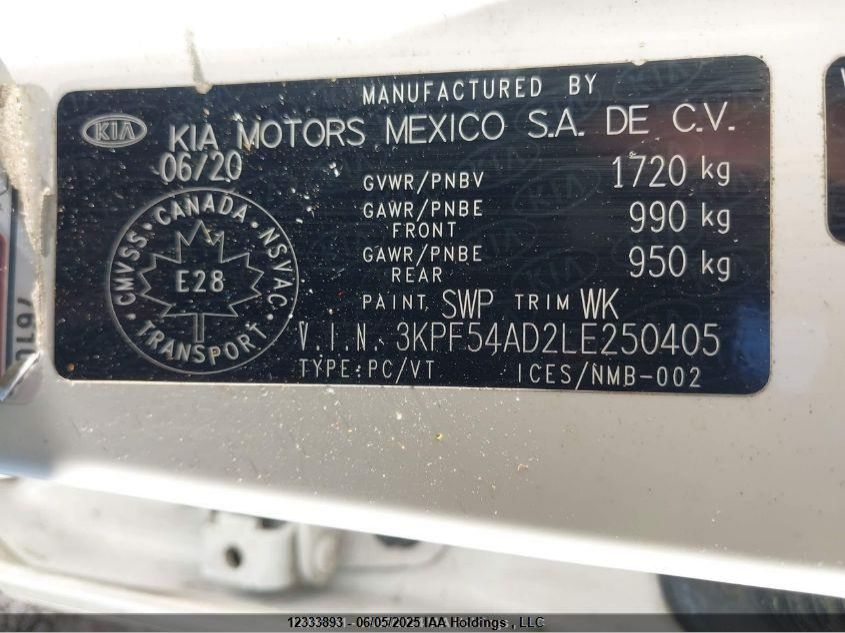 MANUFACTURED BY
KIA KIA MOTORS MEXICO S.A. DE C.V.
06/20
GVWR/PNBV 1720 kg
GAWR/PNBE FRONT 990 kg
GAWR/PNBE REAR 950 kg
CMVSS · CANADA · NSVAC ·
E28
TRANSPORT
PAINT SWP TRIM WK
V.I.N. 3KPF54AD2LE250405
TYPE:PC/VT ICES/NMB-002
12333893 - 06/05/2025 IAA Holdings , LLC